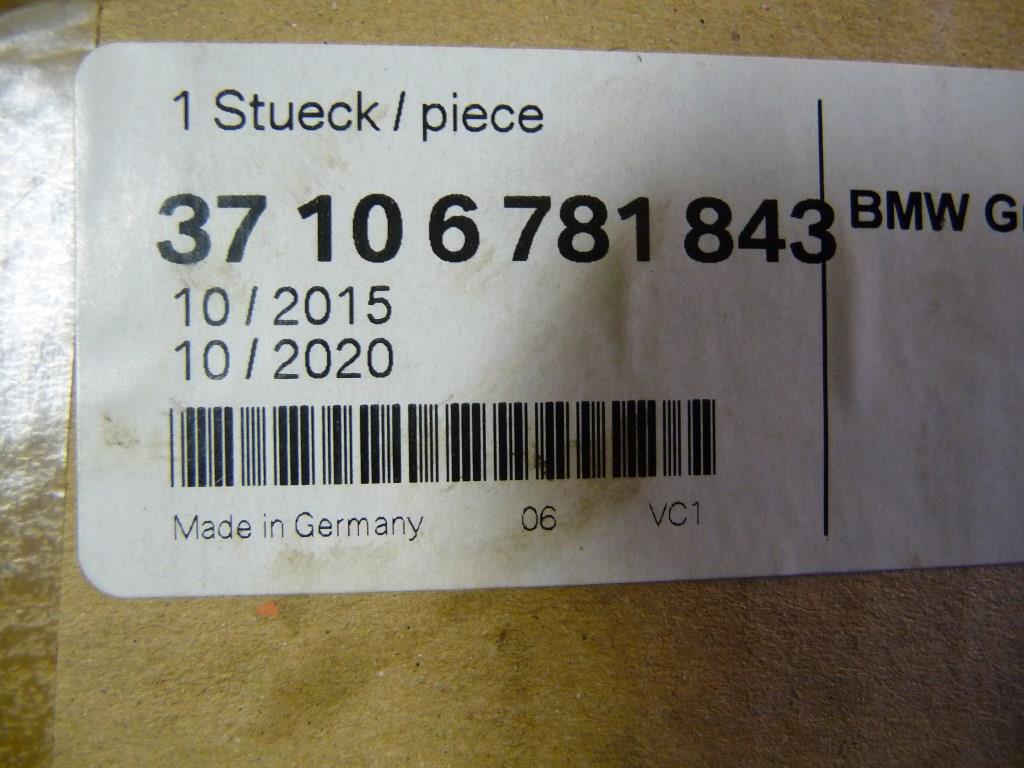 1 Stueck / piece
37 10 6 781 843
BMW
10 / 2015
10 / 2020
Made in Germany 06 VC1